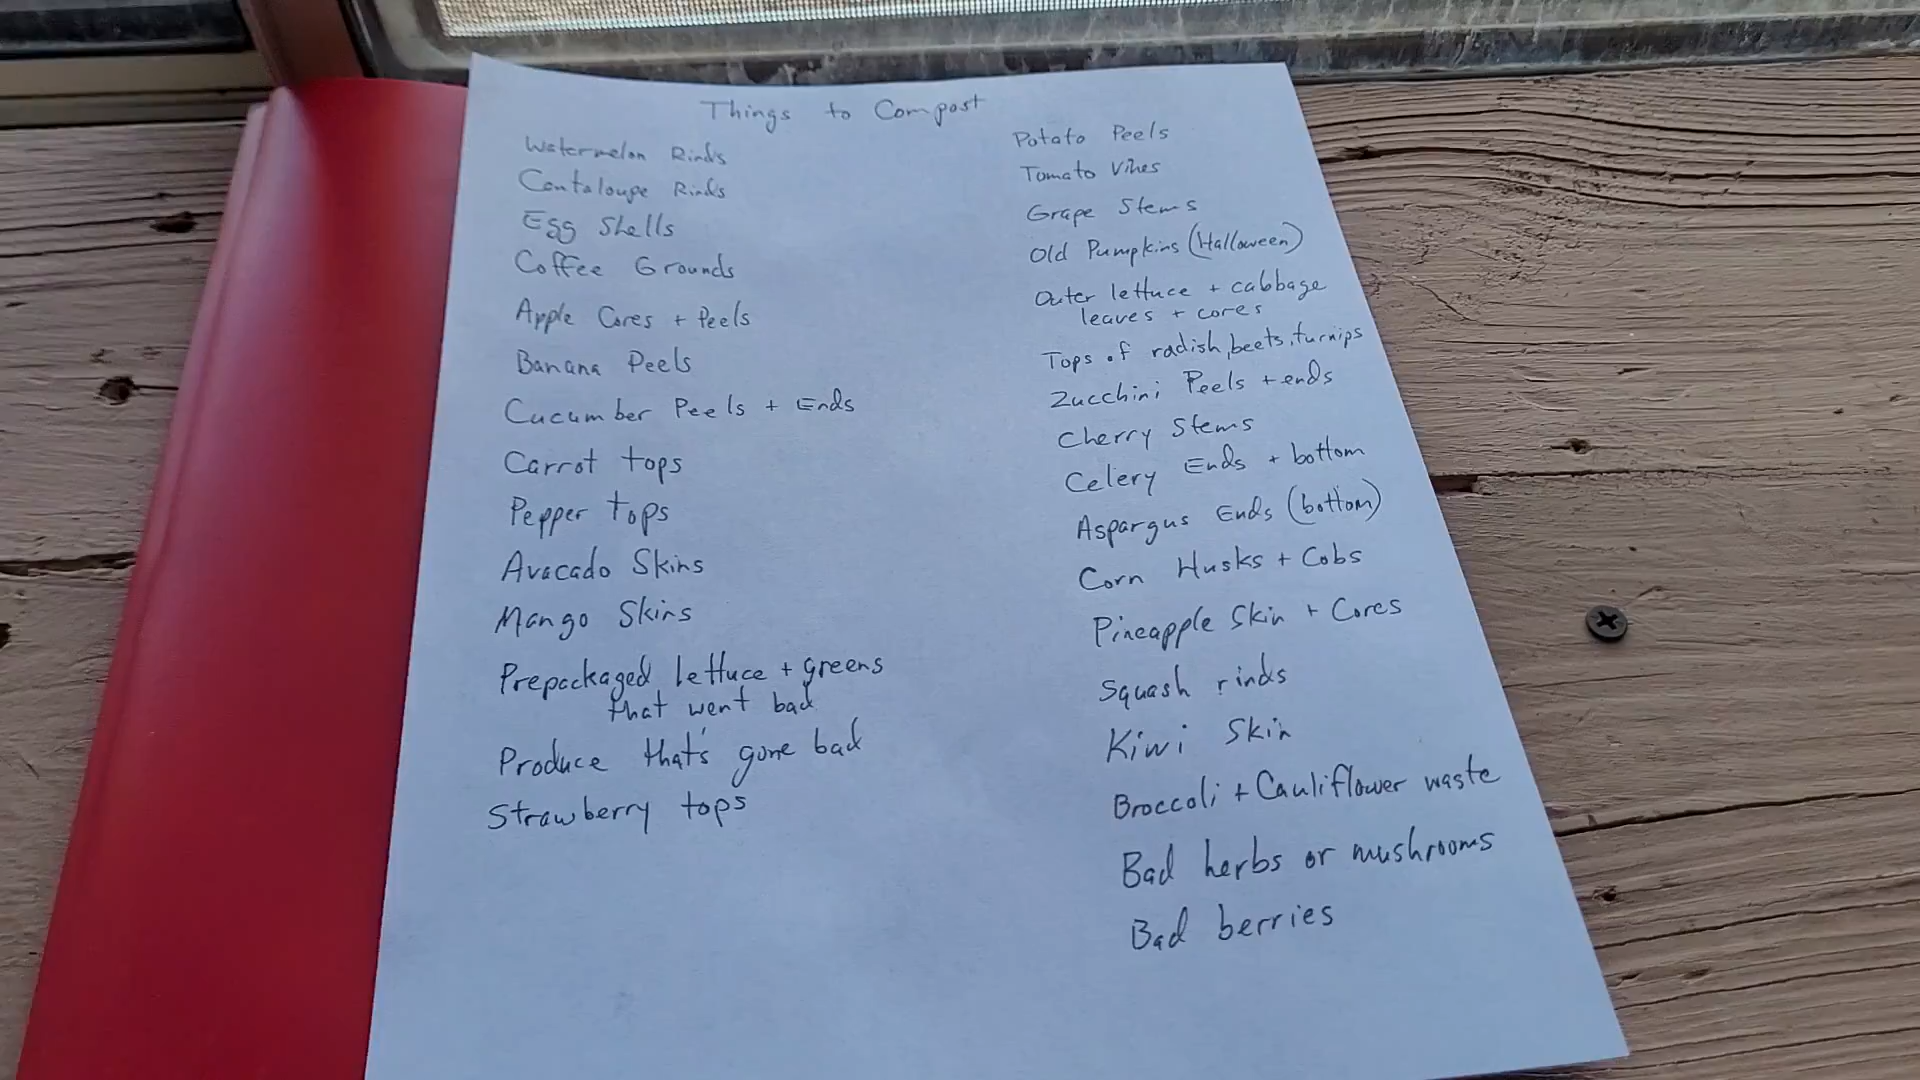 Things to Compost
Watermelon Rinds
Cantaloupe Rinds
Egg Shells
Coffee Grounds
Apple Cores + Peels
Banana Peels
Cucumber Peels + Ends
Carrot tops
Pepper tops
Avacado Skins
Mango Skins
Prepackaged lettuce + greens
that went bad
Produce that's gone bad
Strawberry tops
Potato Peels
Tomato Vines
Grape Stems
Old Pumpkins (Halloween)
Outer lettuce + cabbage
leaves + cores
Tops of radish, beets, turnips
Zucchini Peels + ends
Cherry Stems
Celery Ends + bottom
Aspargus Ends (bottom)
Corn Husks + Cobs
Pineapple Skin + Cores
Squash rinds
Kiwi Skin
Broccoli + Cauliflower waste
Bad herbs or mushrooms
Bad berries